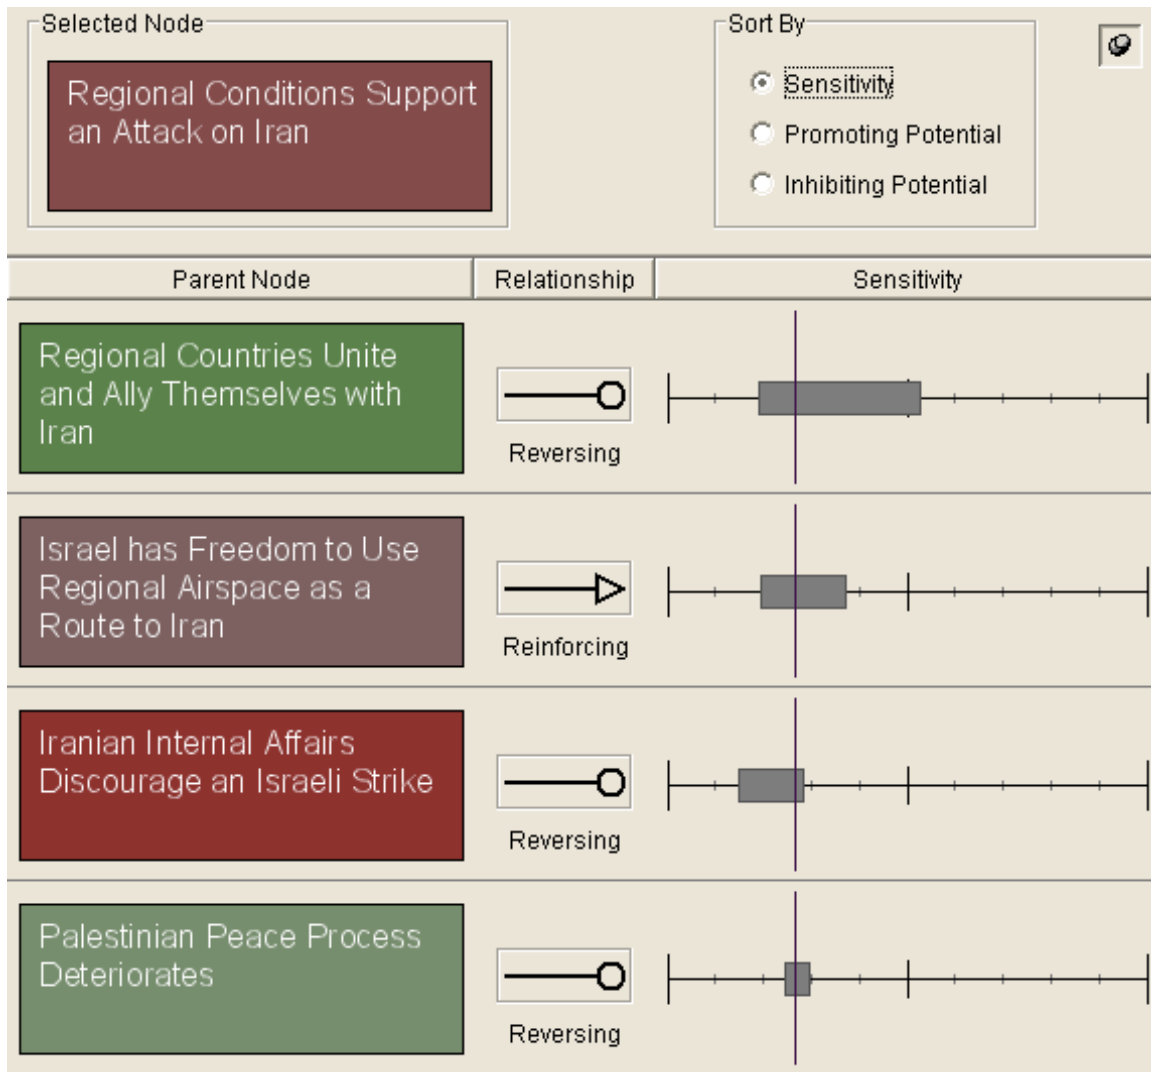 Selected Node
Sort By
Regional Conditions Support
an Attack on Iran
Sensitivity
Promoting Potential
Inhibiting Potential
Parent Node
Relationship
Sensitivity
Regional Countries Unite
and Ally Themselves with
Iran
Reversing
Israel has Freedom to Use
Regional Airspace as a
Route to Iran
Reinforcing
Iranian Internal Affairs
Discourage an Israeli Strike
Reversing
Palestinian Peace Process
Deteriorates
Reversing